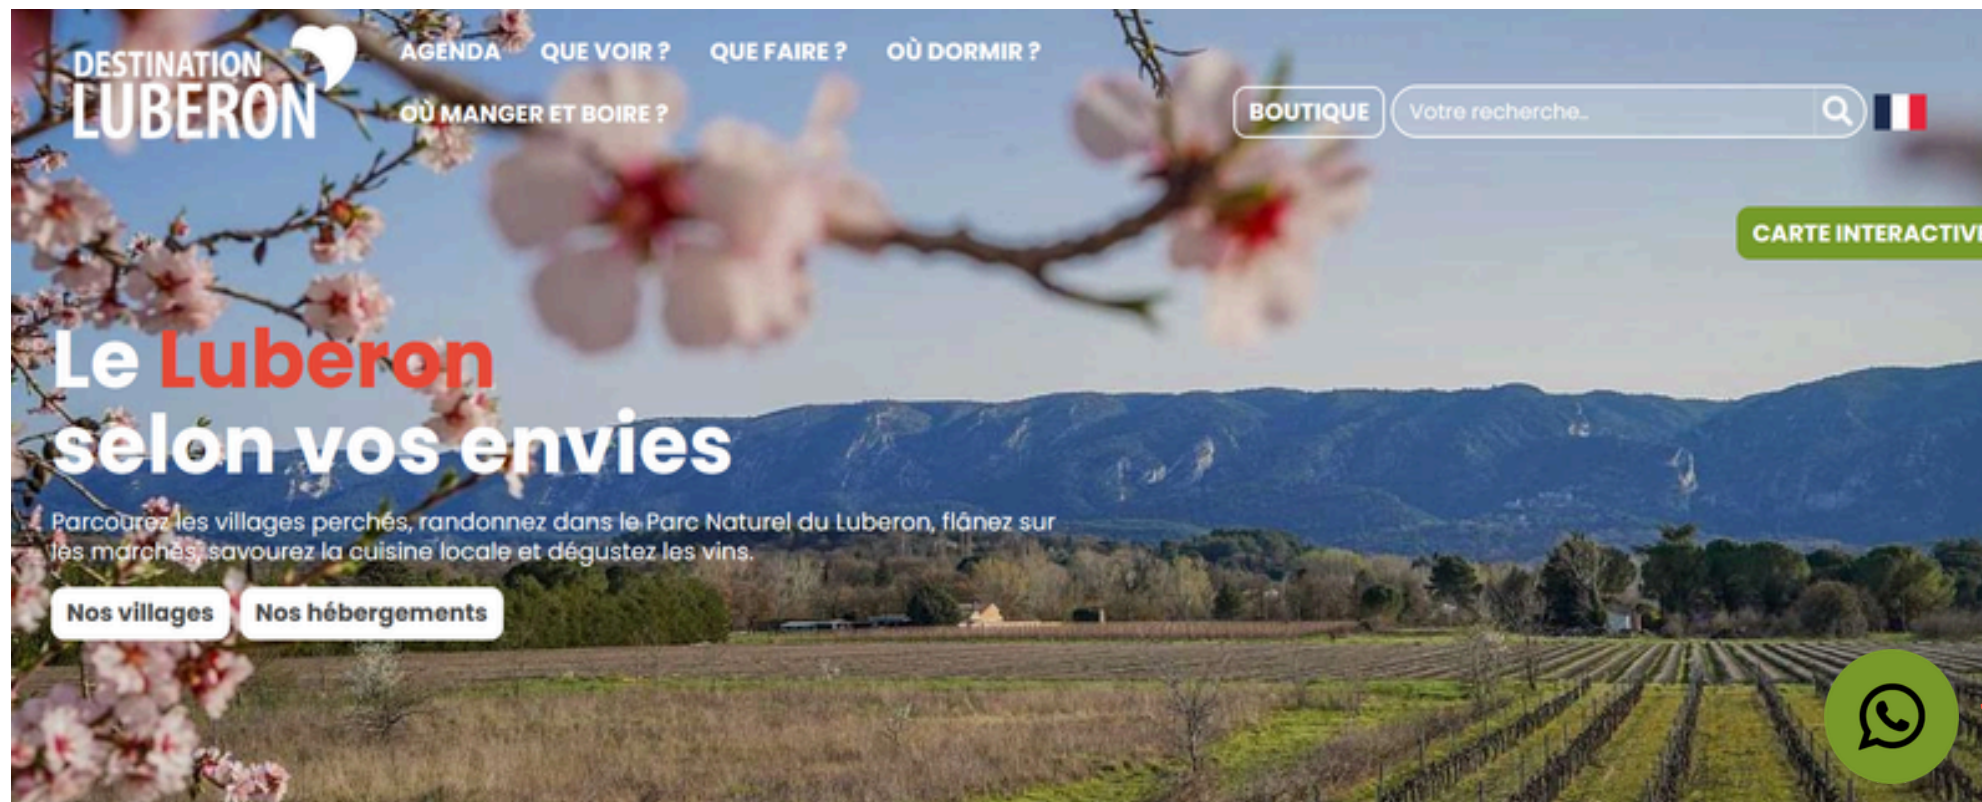 DESTINATION
LUBERON
AGENDA QUE VOIR ? QUE FAIRE ? OÙ DORMIR ?
OÙ MANGER ET BOIRE ?
BOUTIQUE Votre recherche...
CARTE INTERACTIVE
Le Luberon
selon vos envies
Parcourez les villages perchés, randonnez dans le Parc Naturel du Luberon, flânez sur
les marchés, savourez la cuisine locale et dégustez les vins.
Nos villages Nos hébergements